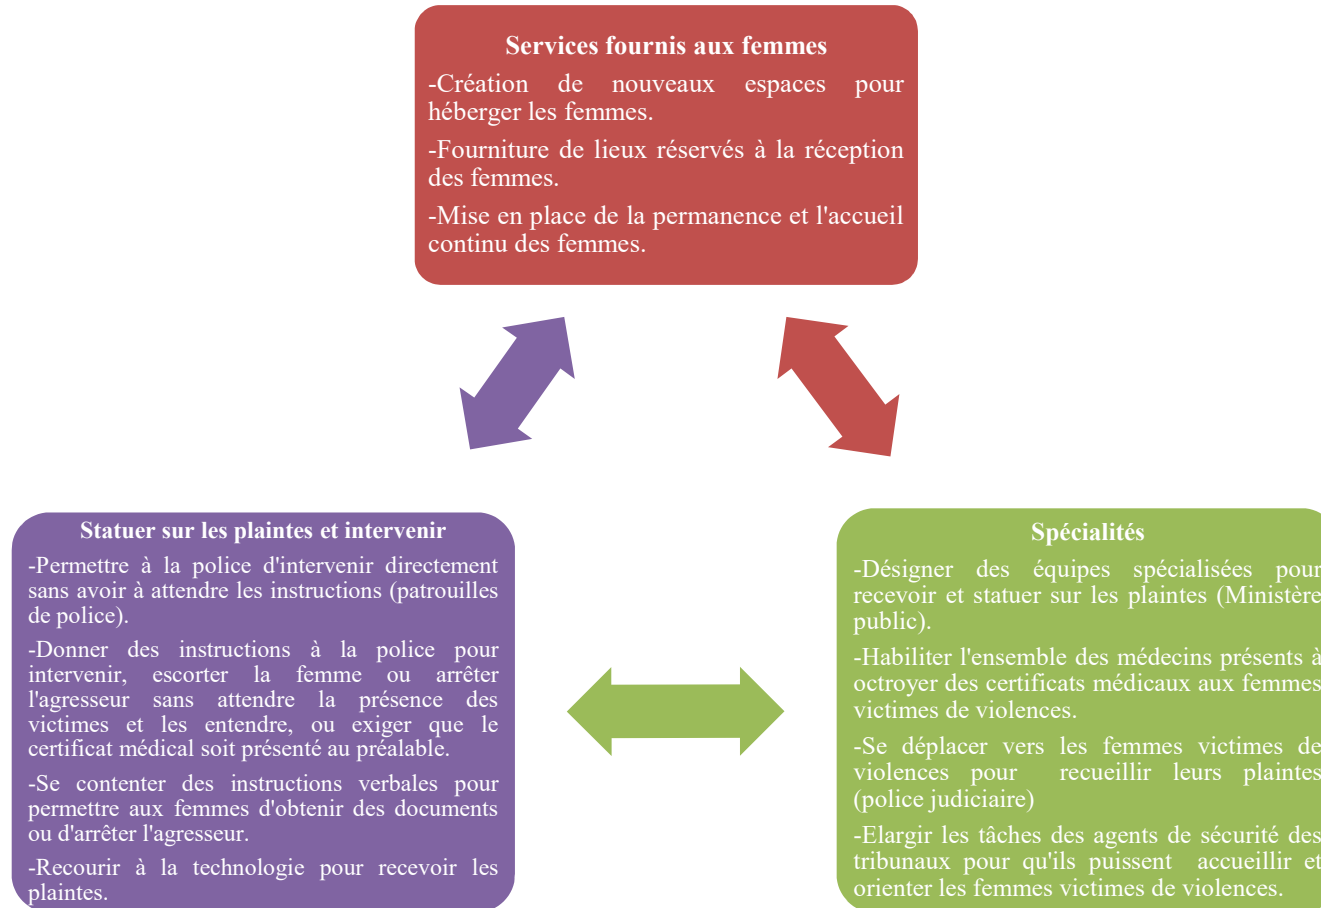 Services fournis aux femmes
-Création de nouveaux espaces pour
héberger les femmes.
-Fourniture de lieux réservés à la réception
des femmes.
-Mise en place de la permanence et l'accueil
continu des femmes.
Statuer sur les plaintes et intervenir
-Permettre à la police d'intervenir directement
sans avoir à attendre les instructions (patrouilles
de police).
-Donner des instructions à la police pour
intervenir, escorter la femme ou arrêter
l'agresseur sans attendre la présence des
victimes et les entendre, ou exiger que le
certificat médical soit présenté au préalable.
-Se contenter des instructions verbales pour
permettre aux femmes d'obtenir des documents
ou d'arrêter l'agresseur.
-Recourir à la technologie pour recevoir les
plaintes.
Spécialités
-Désigner des équipes spécialisées pour
recevoir et statuer sur les plaintes (Ministère
public).
-Habiliter l'ensemble des médecins présents à
octroyer des certificats médicaux aux femmes
victimes de violences.
-Se déplacer vers les femmes victimes de
violences pour recueillir leurs plaintes
(police judiciaire)
-Elargir les tâches des agents de sécurité des
tribunaux pour qu'ils puissent accueillir et
orienter les femmes victimes de violences.